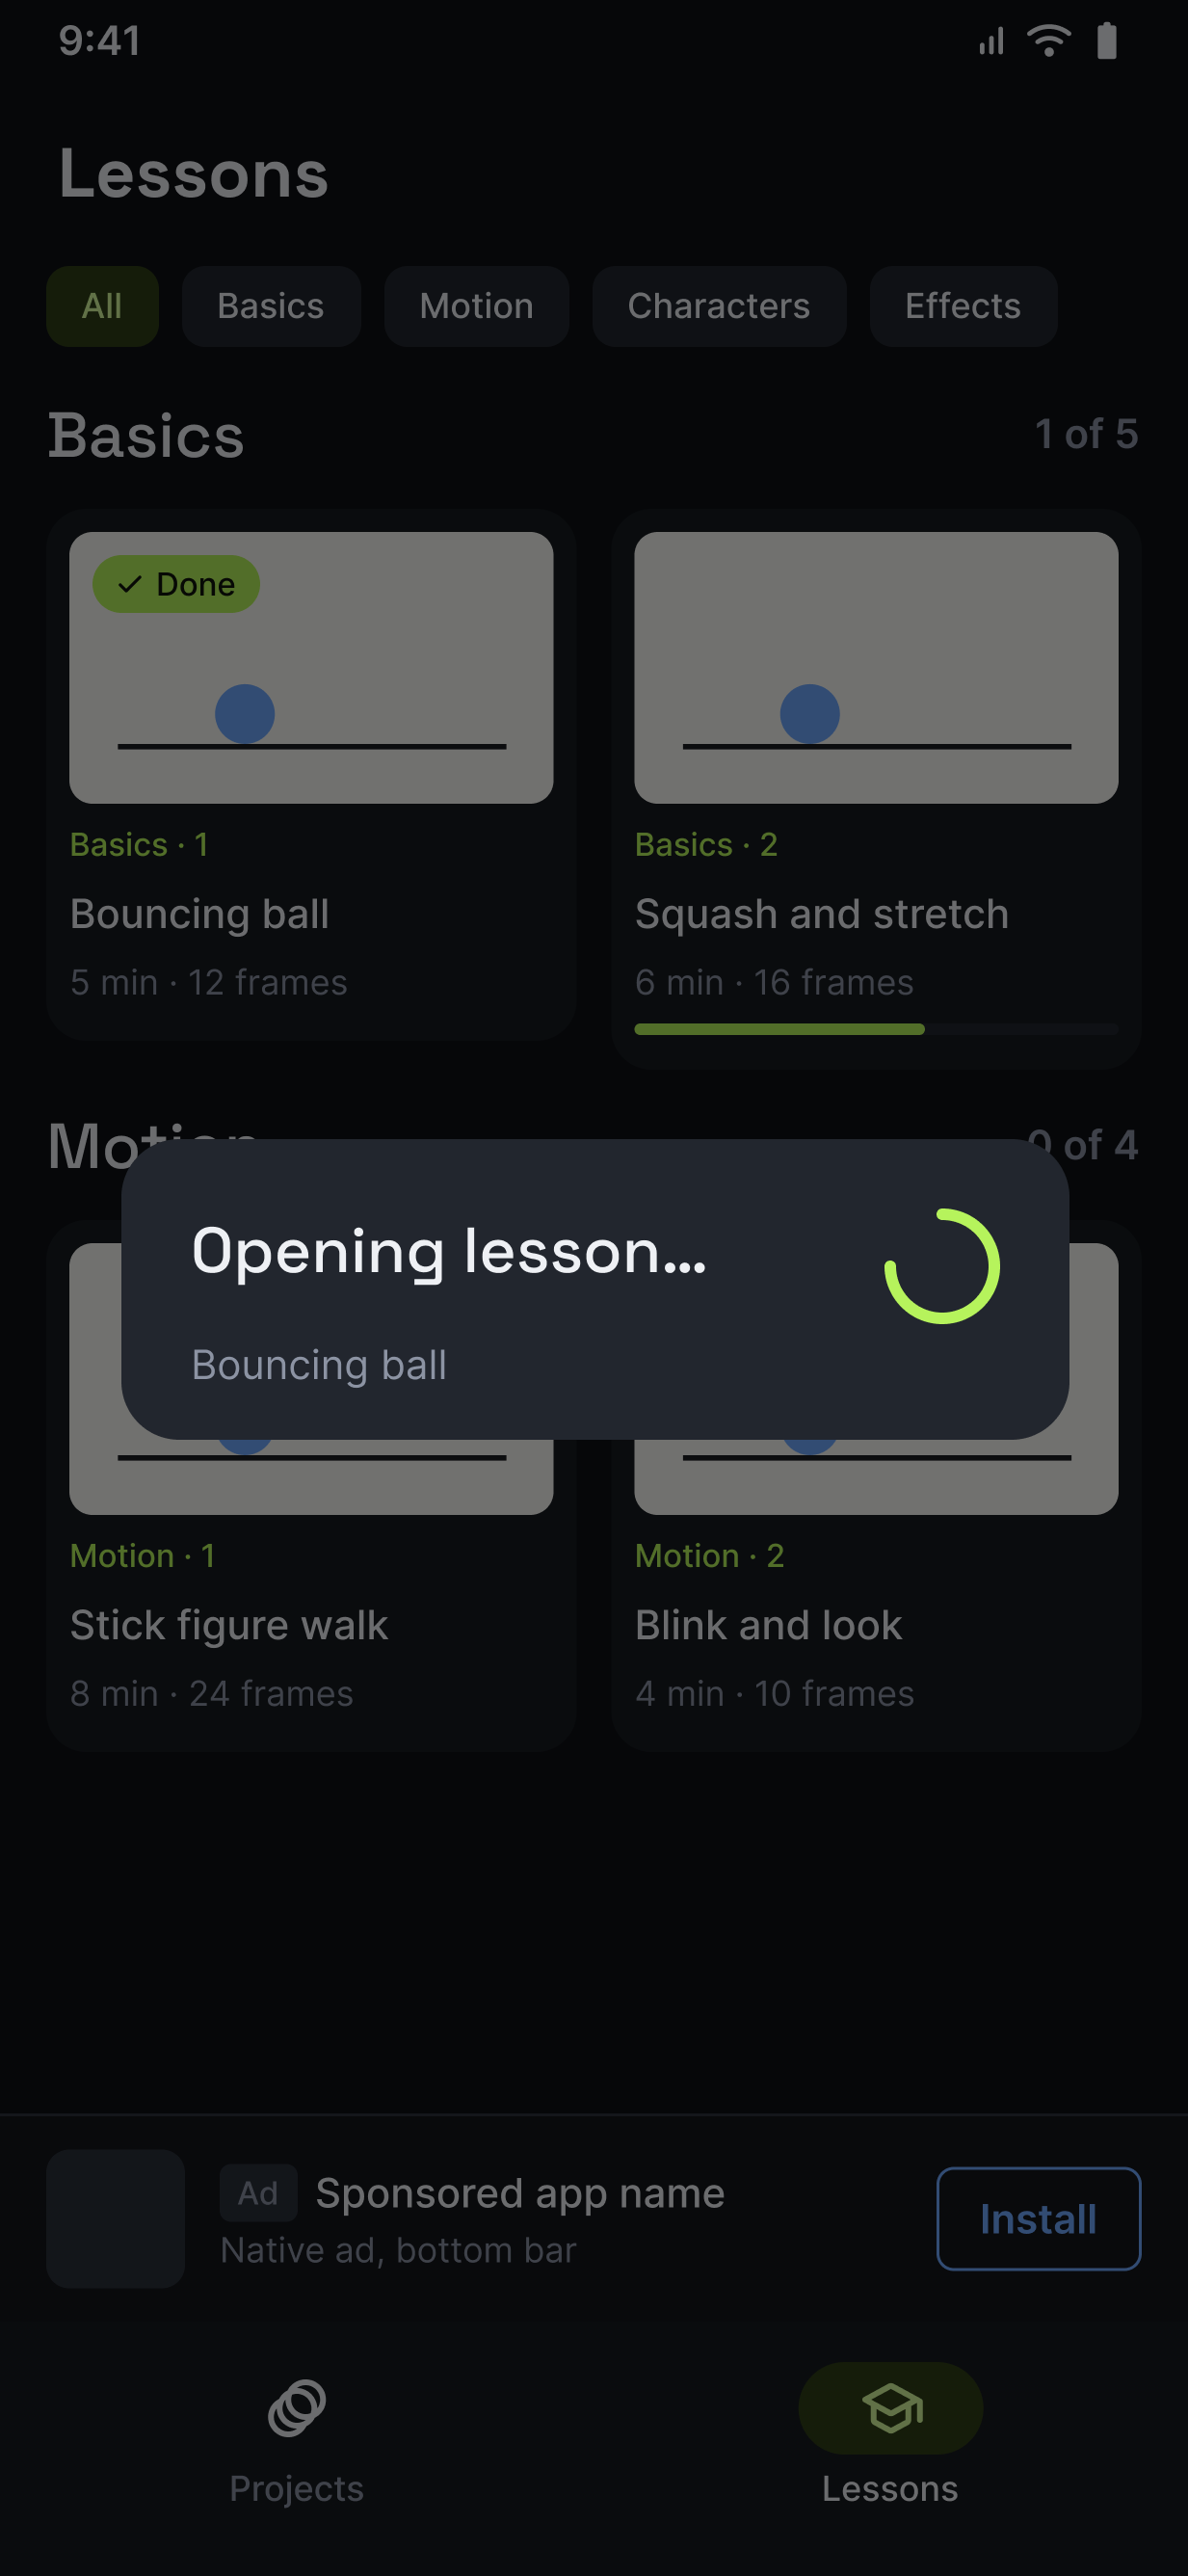 9:41
Lessons
All Basics Motion Characters Effects
Basics 1 of 5
Done
Basics · 1
Bouncing ball
5 min · 12 frames
Basics · 2
Squash and stretch
6 min · 16 frames
Motion 0 of 4
Opening lesson...
Bouncing ball
Motion · 1
Stick figure walk
8 min · 24 frames
Motion · 2
Blink and look
4 min · 10 frames
Ad Sponsored app name
Native ad, bottom bar
Install
Projects
Lessons